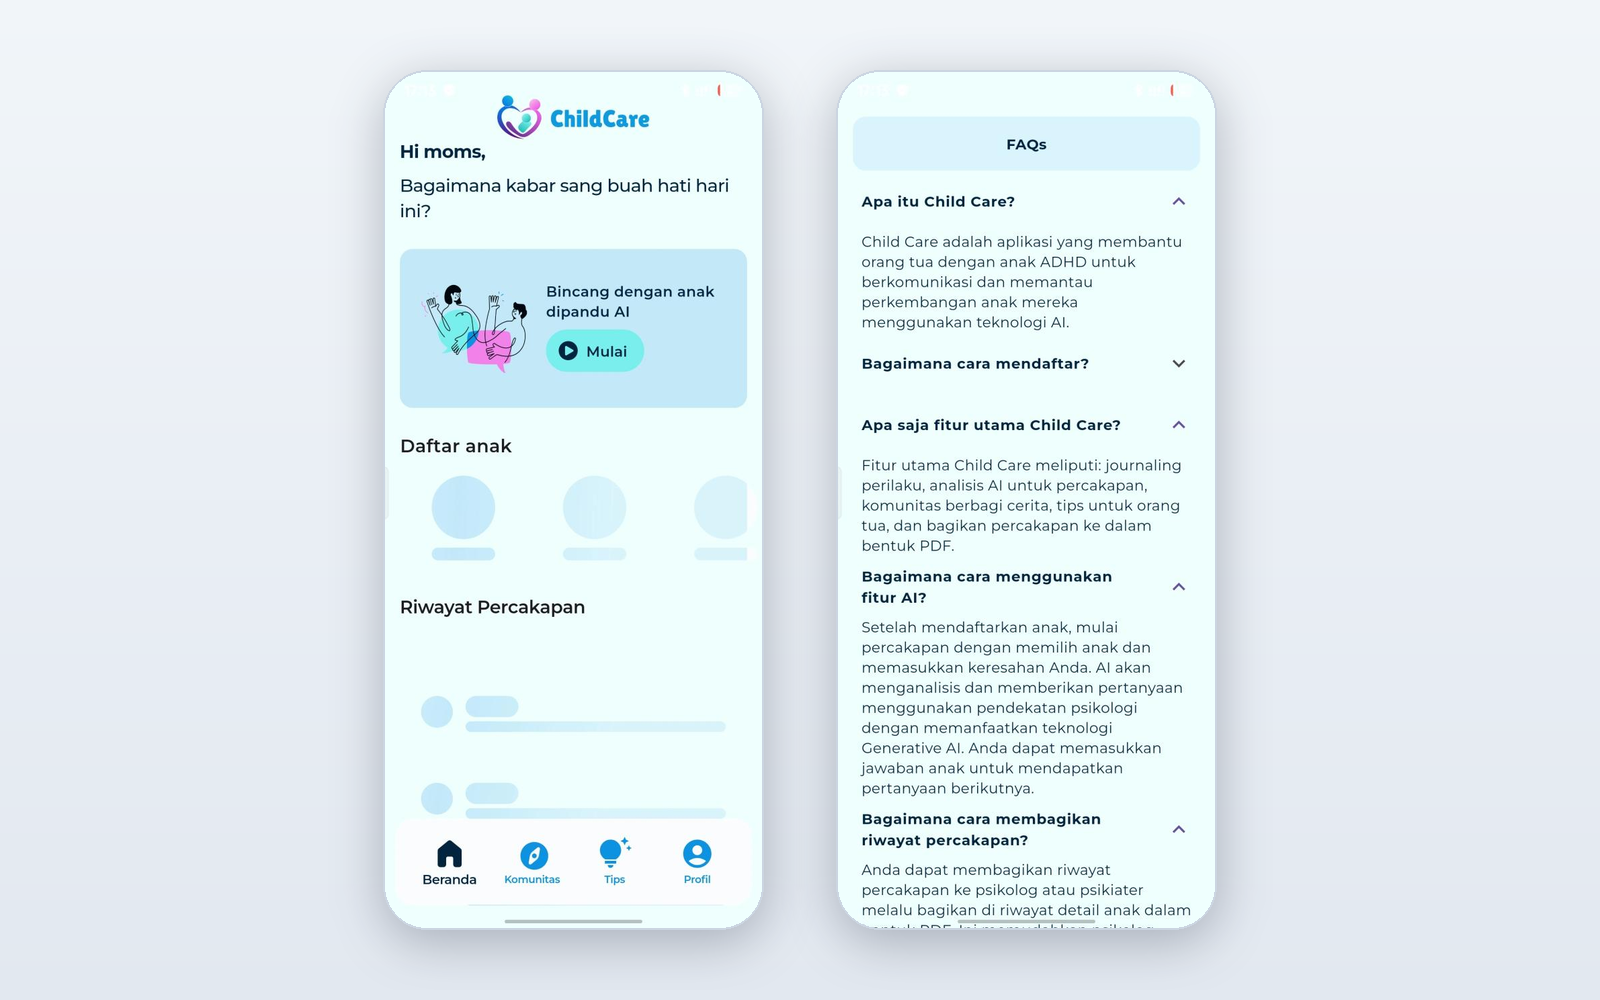 ChildCare
Hi moms,
Bagaimana kabar sang buah hati hari
ini?
Bincang dengan anak
dipandu AI
Mulai
Daftar anak
Riwayat Percakapan
Beranda
Komunitas
Tips
Profil
FAQs
Apa itu Child Care?
Child Care adalah aplikasi yang membantu
orang tua dengan anak ADHD untuk
berkomunikasi dan memantau
perkembangan anak mereka
menggunakan teknologi AI.
Bagaimana cara mendaftar?
Apa saja fitur utama Child Care?
Fitur utama Child Care meliputi: journaling
perilaku, analisis AI untuk percakapan,
komunitas berbagi cerita, tips untuk orang
tua, dan bagikan percakapan ke dalam
bentuk PDF.
Bagaimana cara menggunakan
fitur AI?
Setelah mendaftarkan anak, mulai
percakapan dengan memilih anak dan
memasukkan keresahan Anda. AI akan
menganalisis dan memberikan pertanyaan
menggunakan pendekatan psikologi
dengan memanfaatkan teknologi
Generative AI. Anda dapat memasukkan
jawaban anak untuk mendapatkan
pertanyaan berikutnya.
Bagaimana cara membagikan
riwayat percakapan?
Anda dapat membagikan riwayat
percakapan ke psikolog atau psikiater
melalu bagikan di riwayat detail anak dalam